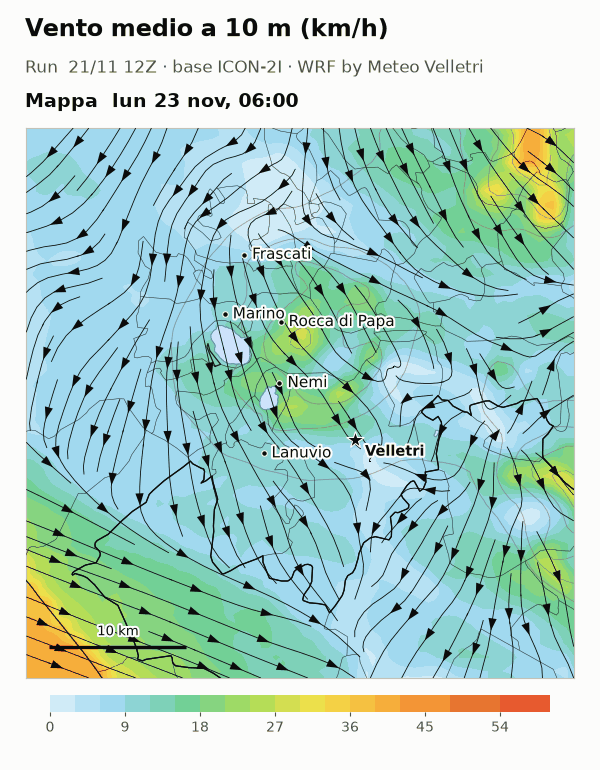 Vento medio a 10 m (km/h)
Run  21/11 12Z · base ICON-2I · WRF by Meteo Velletri
Mappa  lun 23 nov, 06:00
Frascati
Marino
Rocca di Papa
Nemi
Velletri
Lanuvio
10 km
0 9 18 27 36 45 54